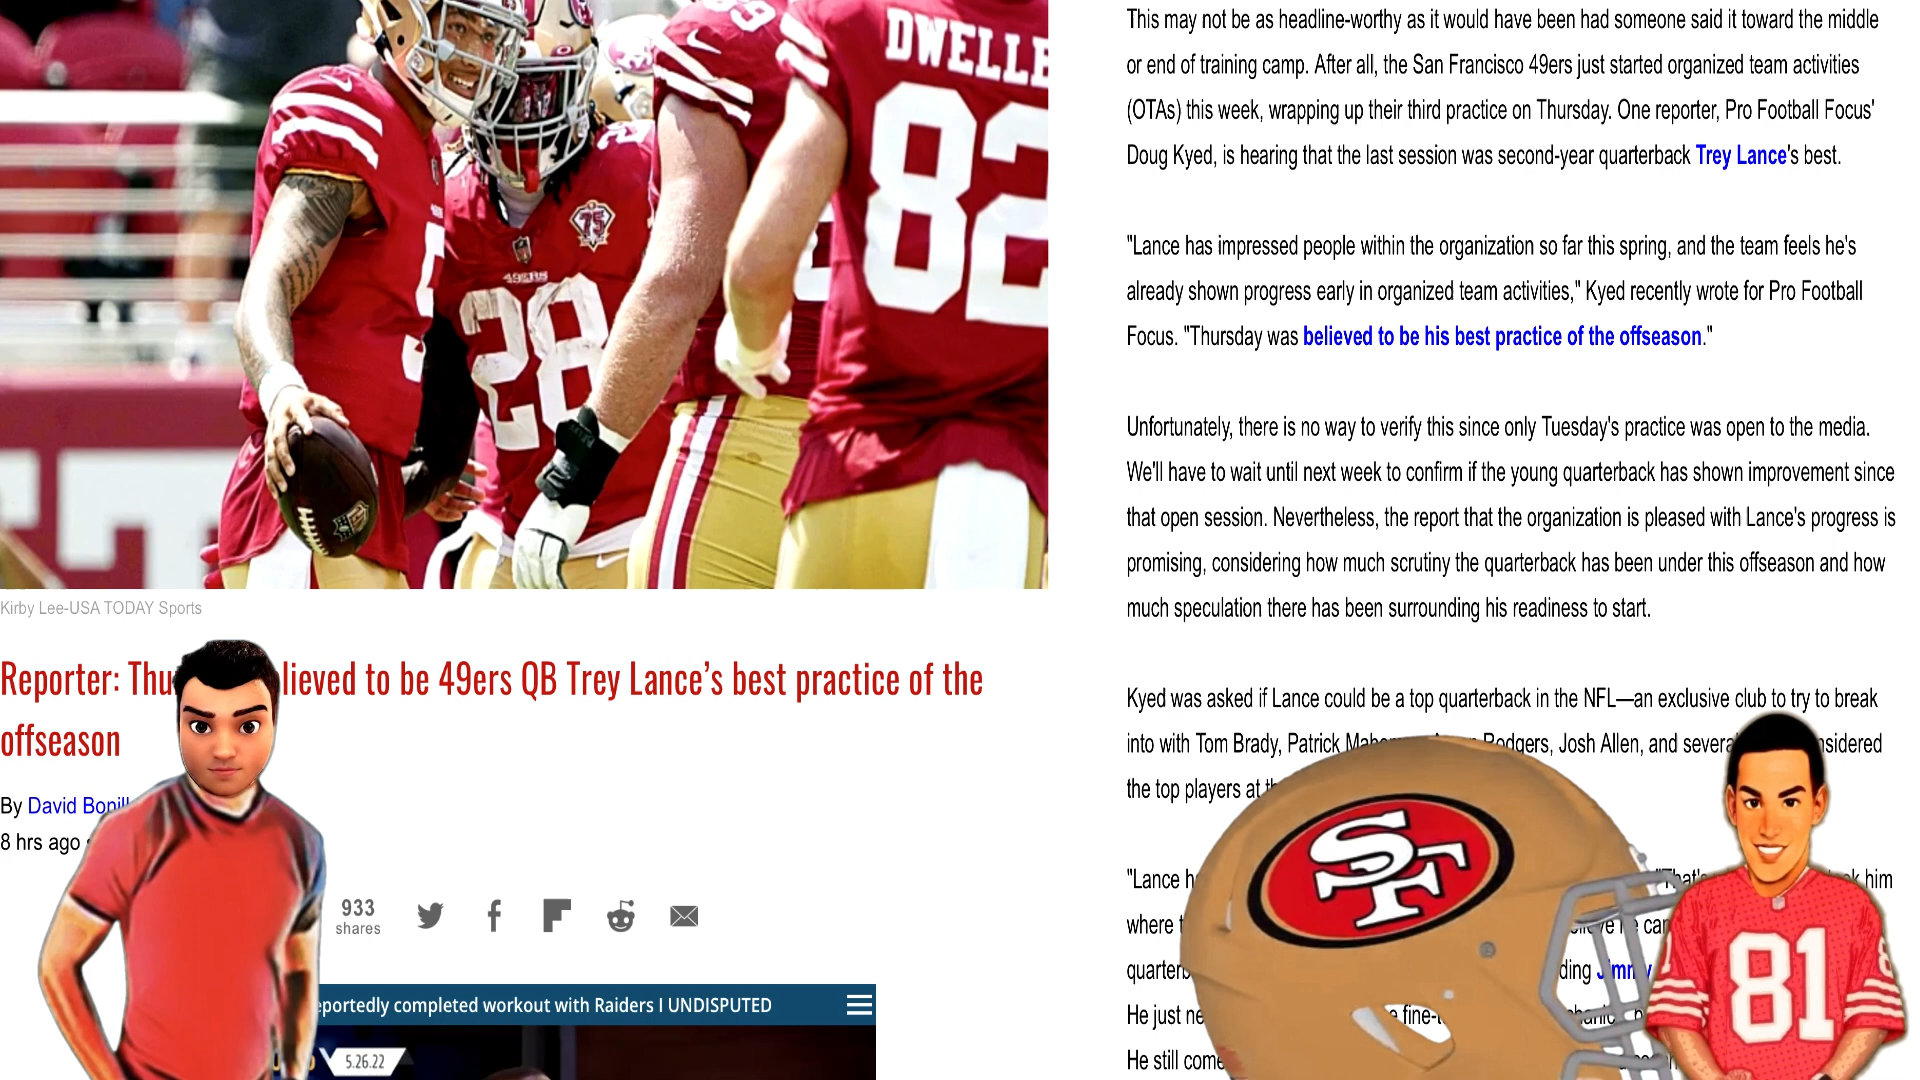 DWELLE
82
5
28
75
49ERS
Kirby Lee-USA TODAY Sports
Reporter: Thu lieved to be 49ers QB Trey Lance's best practice of the
offseason
By David Bonill
8 hrs ago
933
shares
eportedly completed workout with Raiders I UNDISPUTED
5.26.22
This may not be as headline-worthy as it would have been had someone said it toward the middle
or end of training camp. After all, the San Francisco 49ers just started organized team activities
(OTAs) this week, wrapping up their third practice on Thursday. One reporter, Pro Football Focus'
Doug Kyed, is hearing that the last session was second-year quarterback Trey Lance's best.
"Lance has impressed people within the organization so far this spring, and the team feels he's
already shown progress early in organized team activities," Kyed recently wrote for Pro Football
Focus. "Thursday was believed to be his best practice of the offseason."
Unfortunately, there is no way to verify this since only Tuesday's practice was open to the media.
We'll have to wait until next week to confirm if the young quarterback has shown improvement since
that open session. Nevertheless, the report that the organization is pleased with Lance's progress is
promising, considering how much scrutiny the quarterback has been under this offseason and how
much speculation there has been surrounding his readiness to start.
Kyed was asked if Lance could be a top quarterback in the NFL—an exclusive club to try to break
into with Tom Brady, Patrick Rodgers, Josh Allen, and severa nsidered
the top players at
"Lance h "That's him
where
quarterb ding Jimmy
He just ne fine-
He still come
SF
81